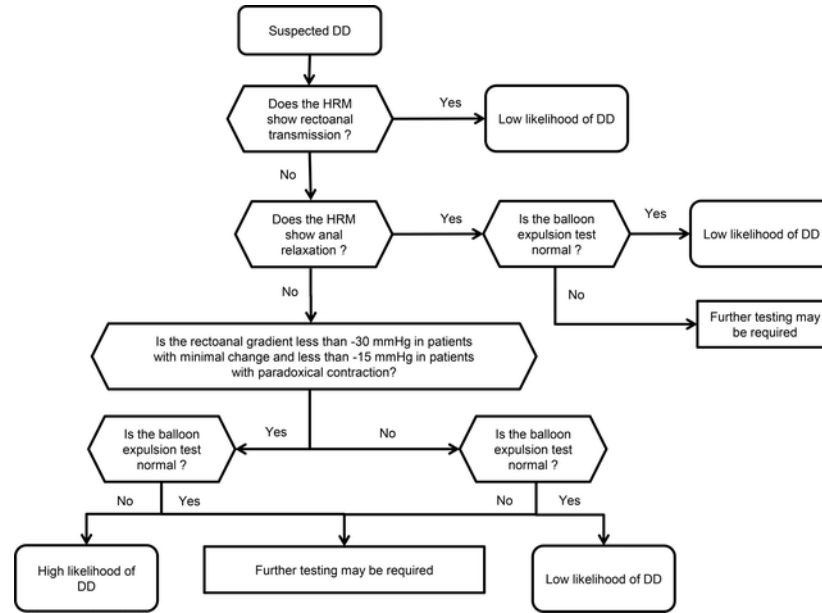 Suspected DD
Does the HRM
show rectoanal
transmission ?
Yes
Low likelihood of DD
No
Does the HRM
show anal
relaxation ?
Yes
Is the balloon
expulsion test
normal ?
Yes
Low likelihood of DD
No
No
Further testing may
be required
Is the rectoanal gradient less than -30 mmHg in patients
with minimal change and less than -15 mmHg in patients
with paradoxical contraction?
Is the balloon
expulsion test
normal ?
Yes
No
Is the balloon
expulsion test
normal ?
No
Yes
No
Yes
High likelihood of
DD
Further testing may be required
Low likelihood of DD